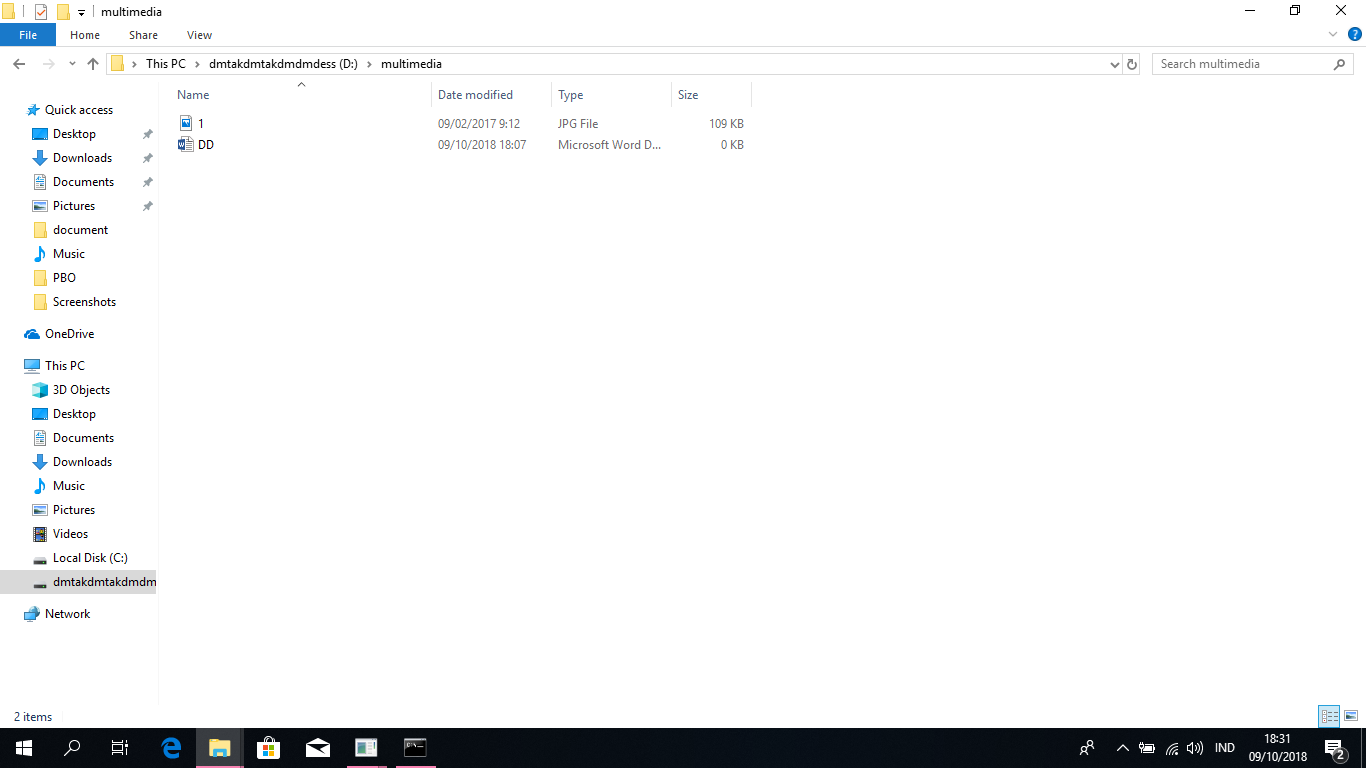 multimedia
File Home Share View
This PC dmtakdmtakdmdmdess (D:) multimedia
Search multimedia
Name Date modified Type Size
1 09/02/2017 9:12 JPG File 109 KB
DD 09/10/2018 18:07 Microsoft Word D... 0 KB
Quick access
Desktop
Downloads
Documents
Pictures
document
Music
PBO
Screenshots
OneDrive
This PC
3D Objects
Desktop
Documents
Downloads
Music
Pictures
Videos
Local Disk (C:)
dmtakdmtakdmdm
Network
2 items
IND
18:31
09/10/2018
2